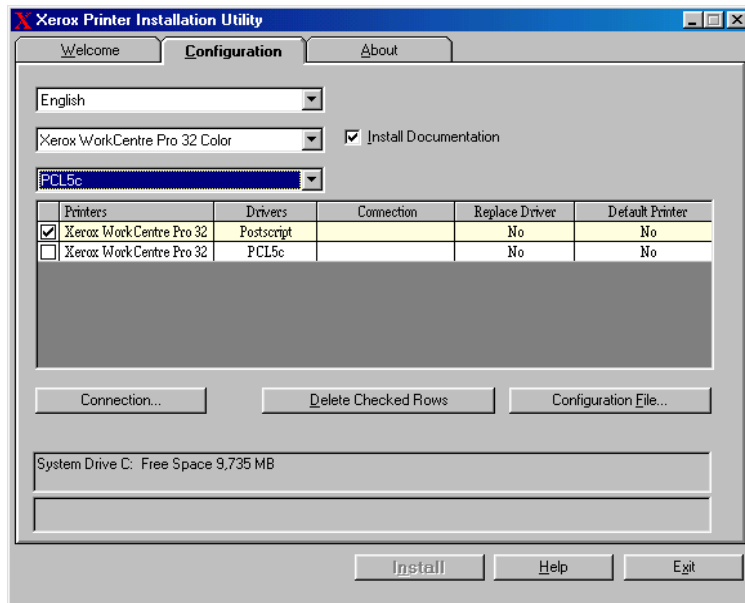 Xerox Printer Installation Utility
Welcome Configuration About
English
Xerox WorkCentre Pro 32 Color Install Documentation
PCL5c
Printers Drivers Connection Replace Driver Default Printer
Xerox WorkCentre Pro 32 Postscript No No
Xerox WorkCentre Pro 32 PCL5c No No
Connection... Delete Checked Rows Configuration File...
System Drive C: Free Space 9,735 MB
Install Help Exit